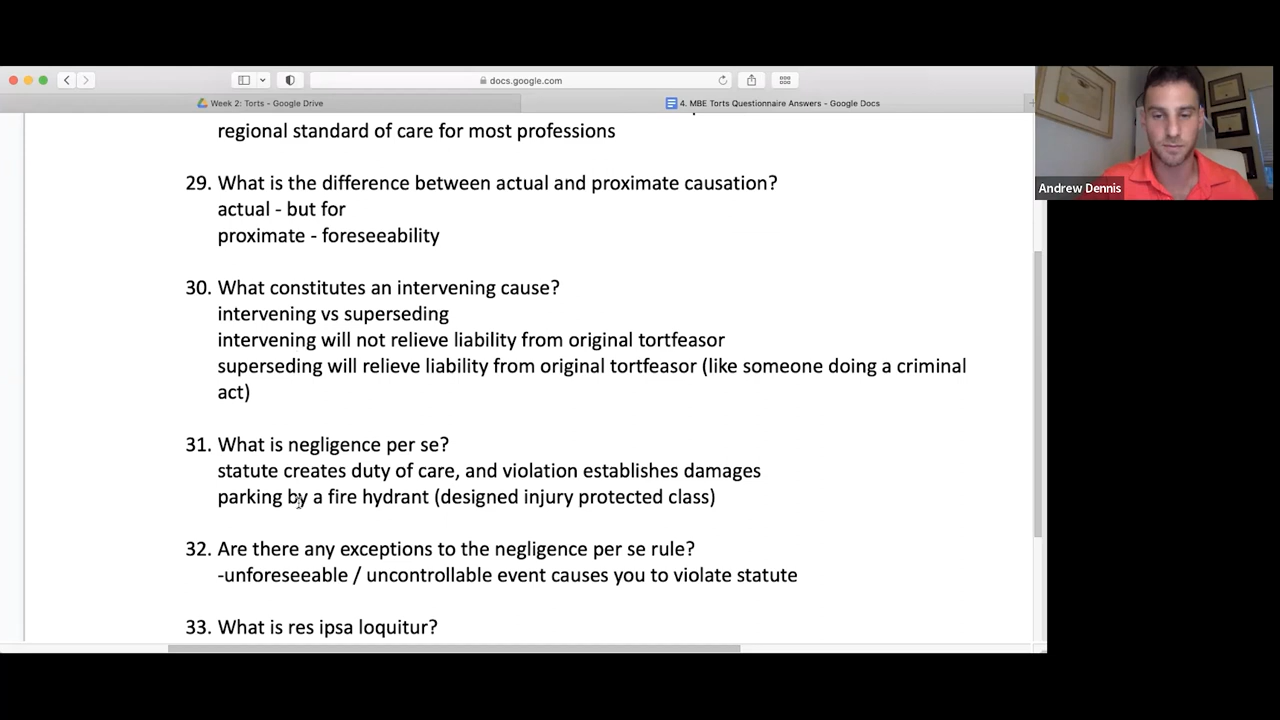 docs.google.com
Week 2: Torts - Google Drive
4. MBE Torts Questionnaire Answers - Google Docs
Andrew Dennis
regional standard of care for most professions
29. What is the difference between actual and proximate causation?
actual - but for
proximate - foreseeability
30. What constitutes an intervening cause?
intervening vs superseding
intervening will not relieve liability from original tortfeasor
superseding will relieve liability from original tortfeasor (like someone doing a criminal
act)
31. What is negligence per se?
statute creates duty of care, and violation establishes damages
parking by a fire hydrant (designed injury protected class)
32. Are there any exceptions to the negligence per se rule?
-unforeseeable / uncontrollable event causes you to violate statute
33. What is res ipsa loquitur?